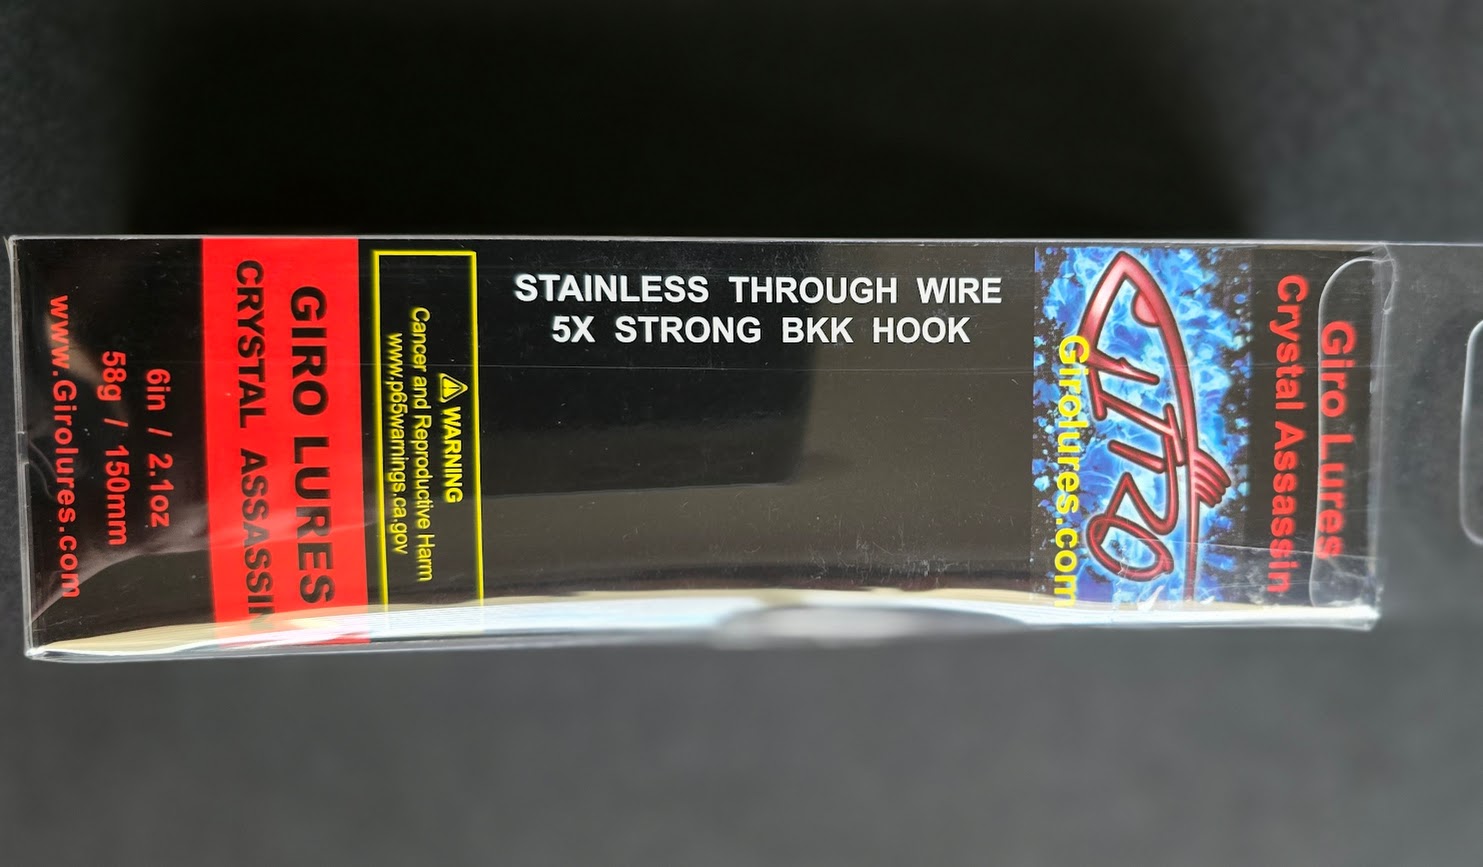 Giro Lures
Crystal Assassin
GIRO
Girolures.com
STAINLESS THROUGH WIRE
5X STRONG BKK HOOK
WARNING
Cancer and Reproductive Harm
www.p65warnings.ca.gov
GIRO LURES
CRYSTAL ASSASSIN
6in / 2.1oz
58g / 150mm
www.Girolures.com